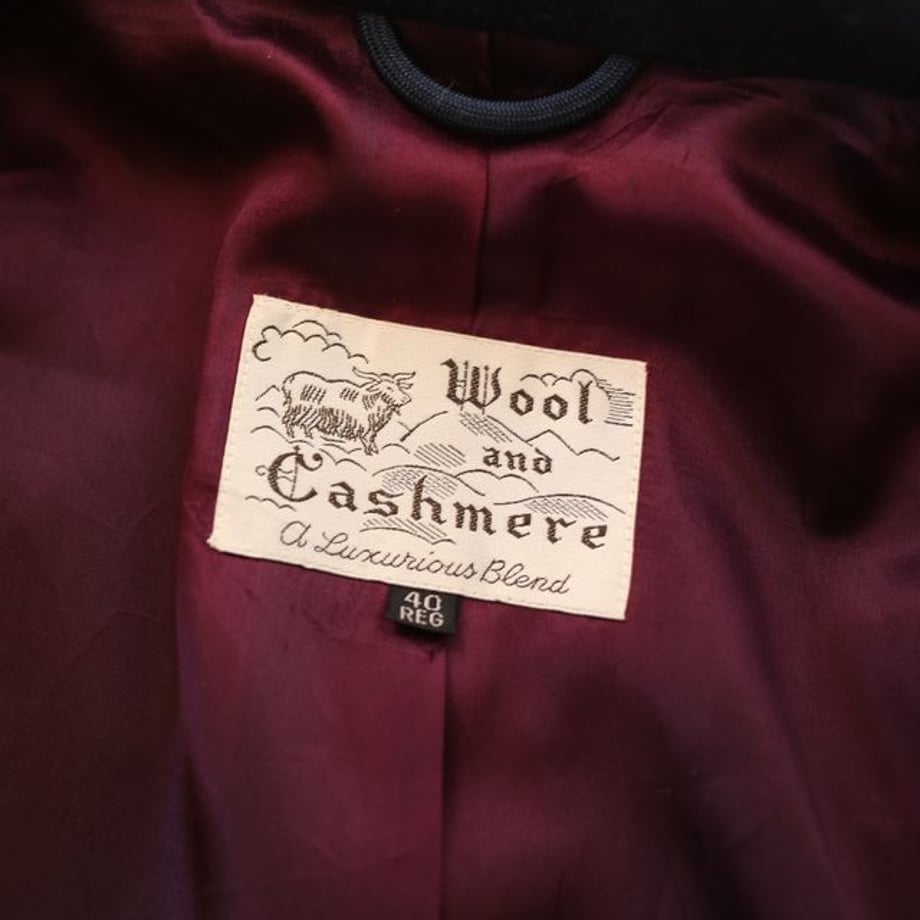 Wool
and
Cashmere
A Luxurious Blend
40
REG